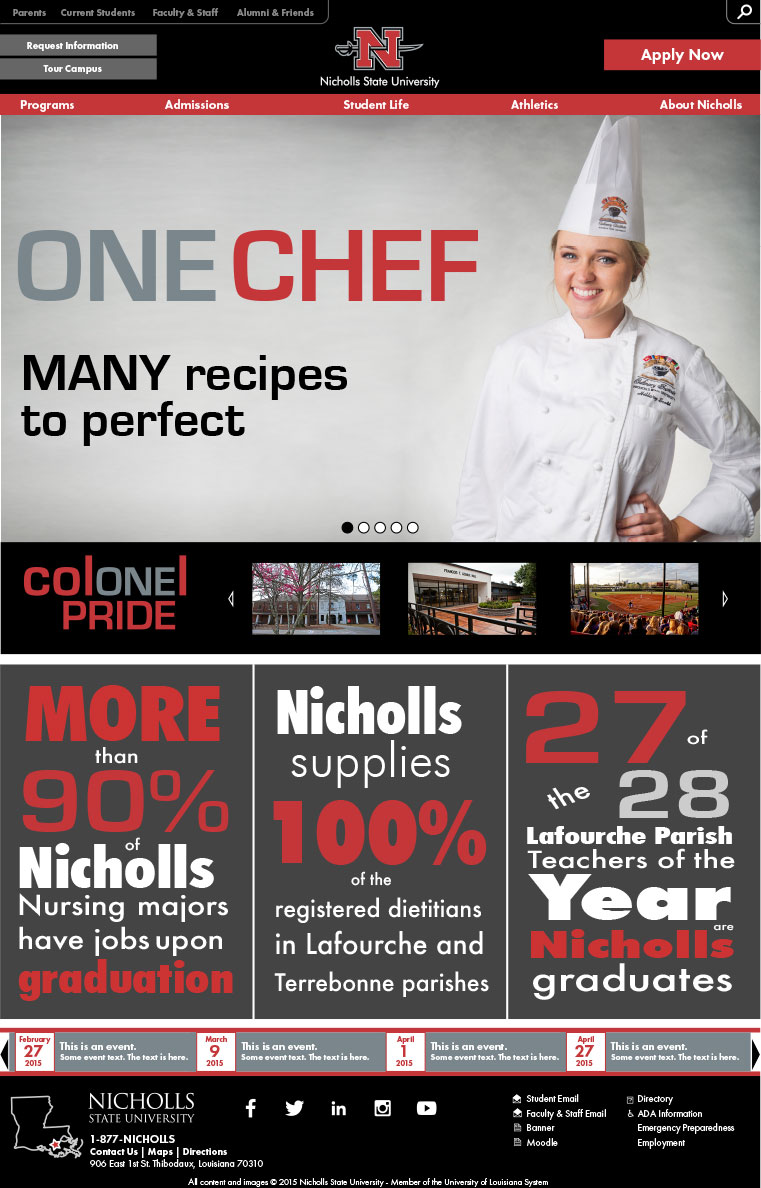 Parents Current Students Faculty & Staff Alumni & Friends
Request Information
Tour Campus
N
Nicholls State University
Apply Now
Programs Admissions Student Life Athletics About Nicholls
ONE CHEF
MANY recipes
to perfect
colONEl
PRIDE
MORE
than
90%
of
Nicholls
Nursing majors
have jobs upon
graduation
Nicholls
supplies
100%
of the
registered dietitians
in Lafourche and
Terrebonne parishes
27 of
the 28
Lafourche Parish
Teachers of the
Year
are
Nicholls
graduates
February
27
2015
This is an event.
Some event text. The text is here.
March
9
2015
This is an event.
Some event text. The text is here.
April
1
2015
This is an event.
Some event text. The text is here.
April
27
2015
This is an event.
Some event text. The text is here.
NICHOLLS
STATE UNIVERSITY
1-877-NICHOLLS
Contact Us | Maps | Directions
906 East 1st St. Thibodaux, Louisiana 70310
Student Email
Faculty & Staff Email
Banner
Moodle
Directory
ADA Information
Emergency Preparedness
Employment
All content and images © 2015 Nicholls State University - Member of the University of Louisiana System